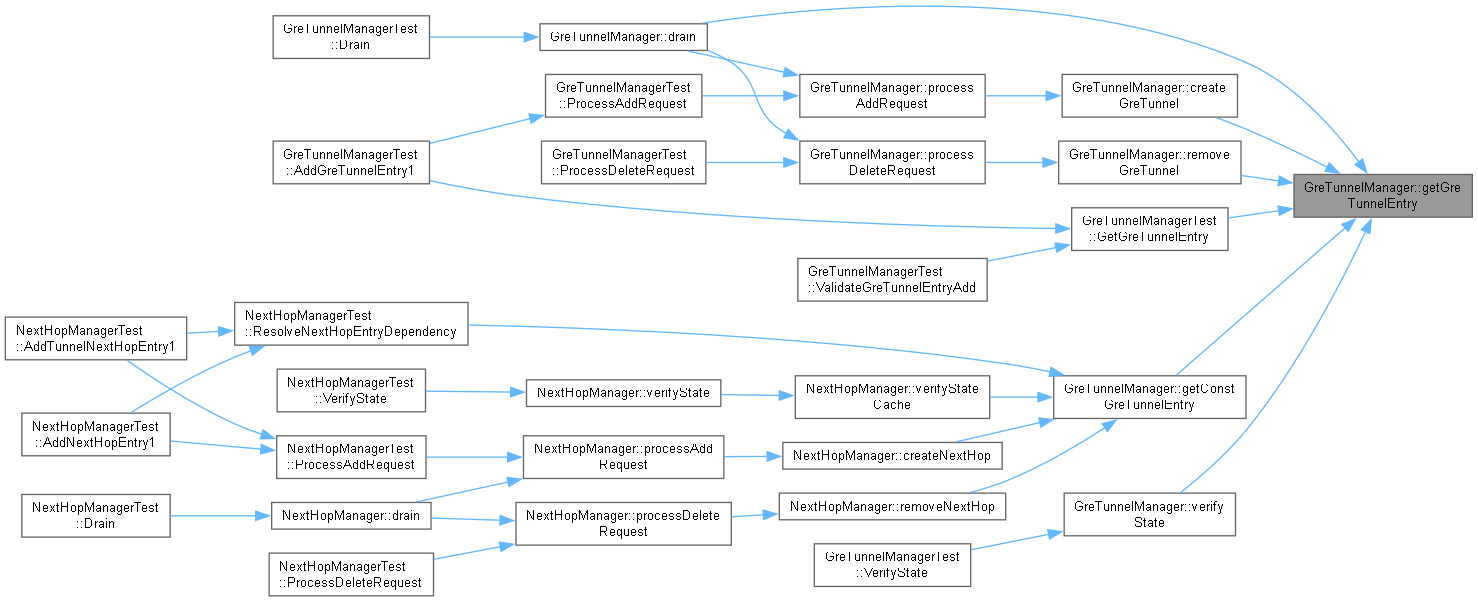 GreTunnelManagerTest
::Drain
GreTunnelManager::drain
GreTunnelManagerTest
::ProcessAddRequest
GreTunnelManager::process
AddRequest
GreTunnelManager::create
GreTunnel
GreTunnelManagerTest
::AddGreTunnelEntry1
GreTunnelManagerTest
::ProcessDeleteRequest
GreTunnelManager::process
DeleteRequest
GreTunnelManager::remove
GreTunnel
GreTunnelManager::getGre
TunnelEntry
GreTunnelManagerTest
::GetGreTunnelEntry
GreTunnelManagerTest
::ValidateGreTunnelEntryAdd
NextHopManagerTest
::AddTunnelNextHopEntry1
NextHopManagerTest
::ResolveNextHopEntryDependency
NextHopManagerTest
::VerifyState
NextHopManager::verifyState
NextHopManager::verifyState
Cache
GreTunnelManager::getConst
GreTunnelEntry
NextHopManagerTest
::AddNextHopEntry1
NextHopManagerTest
::ProcessAddRequest
NextHopManager::processAdd
Request
NextHopManager::createNextHop
NextHopManagerTest
::Drain
NextHopManager::drain
NextHopManager::processDelete
Request
NextHopManager::removeNextHop
GreTunnelManager::verify
State
NextHopManagerTest
::ProcessDeleteRequest
GreTunnelManagerTest
::VerifyState